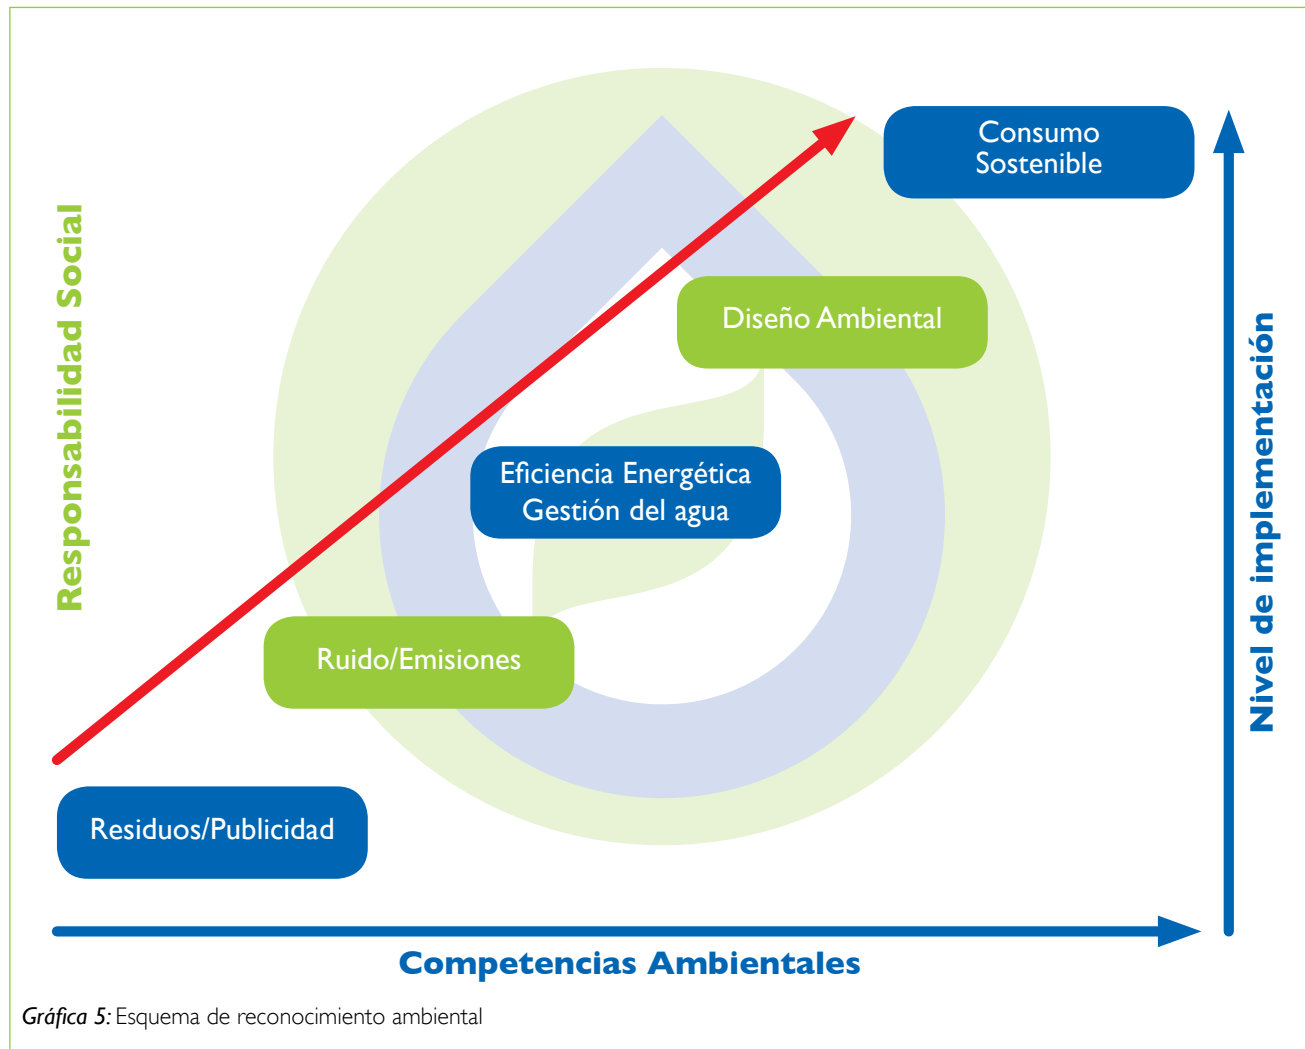 Consumo
Sostenible
Diseño Ambiental
Eficiencia Energética
Gestión del agua
Ruido/Emisiones
Residuos/Publicidad
Responsabilidad Social
Nivel de implementación
Competencias Ambientales
Gráfica 5: Esquema de reconocimiento ambiental